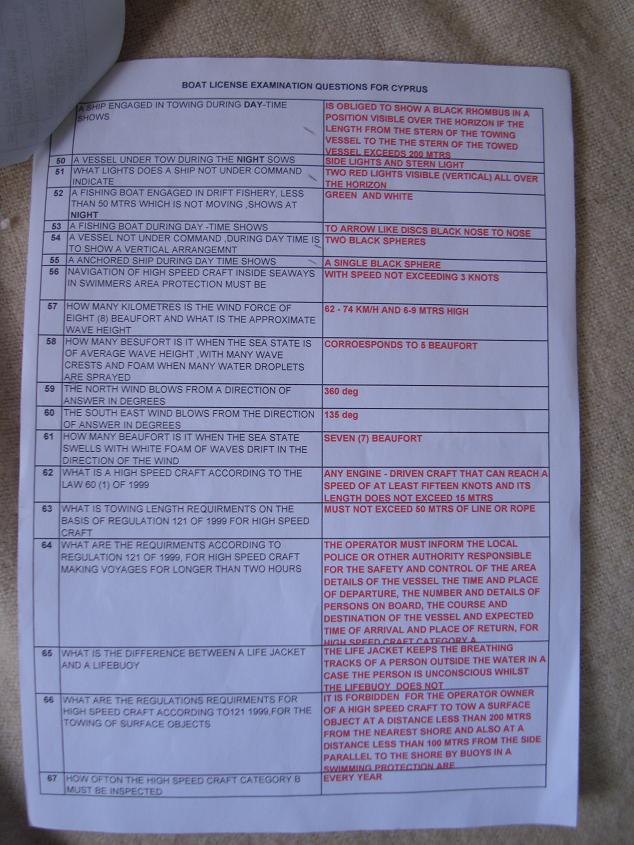 BOAT LICENSE EXAMINATION QUESTIONS FOR CYPRUS
A SHIP ENGAGED IN TOWING DURING DAY-TIME
SHOWS
IS OBLIGED TO SHOW A BLACK RHOMBUS IN A
POSITION VISIBLE OVER THE HORIZON IF THE
LENGTH FROM THE STERN OF THE TOWING
VESSEL TO THE THE STERN OF THE TOWED
VESSEL EXCEEDS 200 MTRS
50 A VESSEL UNDER TOW DURING THE NIGHT SOWS
SIDE LIGHTS AND STERN LIGHT
51 WHAT LIGHTS DOES A SHIP NOT UNDER COMMAND
INDICATE
TWO RED LIGHTS VISIBLE (VERTICAL) ALL OVER
THE HORIZON
52 A FISHING BOAT ENGAGED IN DRIFT FISHERY, LESS
THAN 50 MTRS WHICH IS NOT MOVING ,SHOWS AT
NIGHT
GREEN AND WHITE
53 A FISHING BOAT DURING DAY -TIME SHOWS
TO ARROW LIKE DISCS BLACK NOSE TO NOSE
54 A VESSEL NOT UNDER COMMAND ,DURING DAY TIME IS
TO SHOW A VERTICAL ARRANGEMNT
TWO BLACK SPHERES
55 A ANCHORED SHIP DURING DAY TIME SHOWS
A SINGLE BLACK SPHERE
56 NAVIGATION OF HIGH SPEED CRAFT INSIDE SEAWAYS
IN SWIMMERS AREA PROTECTION MUST BE
WITH SPEED NOT EXCEEDING 3 KNOTS
57 HOW MANY KILOMETRES IS THE WIND FORCE OF
EIGHT (8) BEAUFORT AND WHAT IS THE APPROXIMATE
WAVE HEIGHT
62 - 74 KM/H AND 6-9 MTRS HIGH
58 HOW MANY BESUFORT IS IT WHEN THE SEA STATE IS
OF AVERAGE WAVE HEIGHT ,WITH MANY WAVE
CRESTS AND FOAM WHEN MANY WATER DROPLETS
ARE SPRAYED
CORROESPONDS TO 5 BEAUFORT
59 THE NORTH WIND BLOWS FROM A DIRECTION OF
ANSWER IN DEGREES
360 deg
60 THE SOUTH EAST WIND BLOWS FROM THE DIRECTION
OF ANSWER IN DEGREES
135 deg
61 HOW MANY BEAUFORT IS IT WHEN THE SEA STATE
SWELLS WITH WHITE FOAM OF WAVES DRIFT IN THE
DIRECTION OF THE WIND
SEVEN (7) BEAUFORT
62 WHAT IS A HIGH SPEED CRAFT ACCORDING TO THE
LAW 60 (1) OF 1999
ANY ENGINE - DRIVEN CRAFT THAT CAN REACH A
SPEED OF AT LEAST FIFTEEN KNOTS AND ITS
LENGTH DOES NOT EXCEED 15 MTRS
63 WHAT IS TOWING LENGTH REQUIRMENTS ON THE
BASIS OF REGULATION 121 OF 1999 FOR HIGH SPEED
CRAFT
MUST NOT EXCEED 50 MTRS OF LINE OR ROPE
64 WHAT ARE THE REQUIRMENTS ACCORDING TO
REGULATION 121 OF 1999, FOR HIGH SPEED CRAFT
MAKING VOYAGES FOR LONGER THAN TWO HOURS
THE OPERATOR MUST INFORM THE LOCAL
POLICE OR OTHER AUTHORITY RESPONSIBLE
FOR THE SAFETY AND CONTROL OF THE AREA
DETAILS OF THE VESSEL THE TIME AND PLACE
OF DEPARTURE, THE NUMBER AND DETAILS OF
PERSONS ON BOARD, THE COURSE AND
DESTINATION OF THE VESSEL AND EXPECTED
TIME OF ARRIVAL AND PLACE OF RETURN, FOR
HIGH SPEED CRAFT CATEGORY A
65 WHAT IS THE DIFFERENCE BETWEEN A LIFE JACKET
AND A LIFEBUOY
THE LIFE JACKET KEEPS THE BREATHING
TRACKS OF A PERSON OUTSIDE THE WATER IN A
CASE THE PERSON IS UNCONSCIOUS WHILST
THE LIFEBUOY DOES NOT
66 WHAT ARE THE REGULATIONS REQUIRMENTS FOR
HIGH SPEED CRAFT ACCORDING TO121 1999,FOR THE
TOWING OF SURFACE OBJECTS
IT IS FORBIDDEN FOR THE OPERATOR OWNER
OF A HIGH SPEED CRAFT TO TOW A SURFACE
OBJECT AT A DISTANCE LESS THAN 200 MTRS
FROM THE NEAREST SHORE AND ALSO AT A
DISTANCE LESS THAN 100 MTRS FROM THE SIDE
PARALLEL TO THE SHORE BY BUOYS IN A
SWIMMING PROTECTION ARE
67 HOW OFTON THE HIGH SPEED CRAFT CATEGORY B
MUST BE INSPECTED
EVERY YEAR